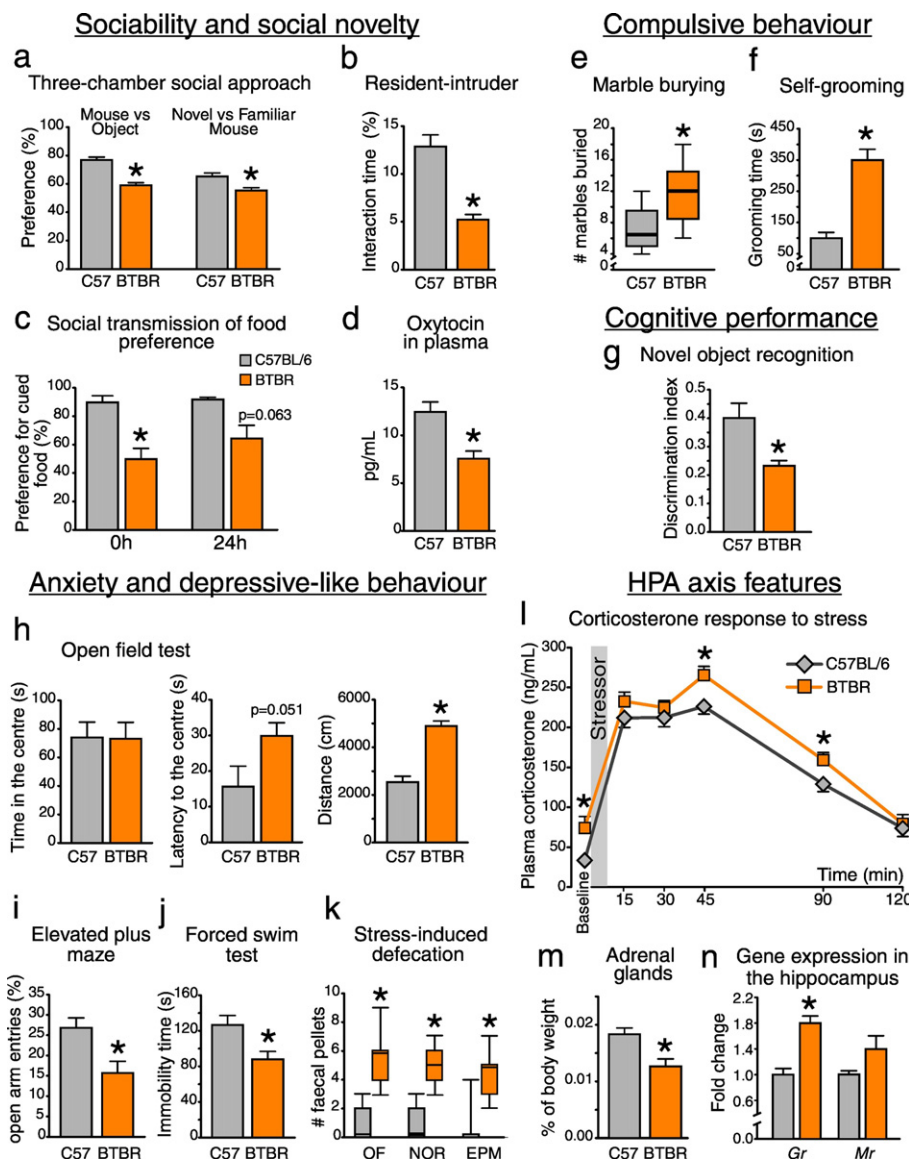 Sociability and social novelty
a
Three-chamber social approach
Mouse vs
Object
Novel vs Familiar
Mouse
Preference (%)
100
80
60
40
20
0
*
*
C57 BTBR
C57 BTBR
b
Resident-intruder
Interaction time (%)
15
10
5
0
*
C57 BTBR
Compulsive behaviour
e
Marble burying
# marbles buried
20
16
12
8
4
0
*
C57 BTBR
f
Self-grooming
Grooming time (s)
450
350
250
150
50
0
*
C57 BTBR
c
Social transmission of food
preference
C57BL/6
BTBR
Preference for cued
food (%)
100
80
60
40
20
0
*
p=0.063
0h
24h
d
Oxytocin
in plasma
pg/mL
15
10
5
0
*
C57 BTBR
Cognitive performance
g
Novel object recognition
Discrimination index
0.5
0.4
0.3
0.2
0.1
0.0
*
C57 BTBR
Anxiety and depressive-like behaviour
h
Open field test
Time in the centre (s)
100
80
60
40
20
0
C57 BTBR
Latency to the centre (s)
40
30
20
10
0
p=0.051
C57 BTBR
Distance (cm)
6000
4000
2000
0
*
C57 BTBR
HPA axis features
l
Corticosterone response to stress
Plasma corticosterone (ng/mL)
300
250
200
150
100
50
0
Stressor
C57BL/6
BTBR
*
*
*
Time (min)
Baseline
15
30
45
90
120
i
Elevated plus
maze
open arm entries (%)
35
30
25
20
15
10
5
0
*
C57 BTBR
j
Forced swim
test
Immobility time (s)
160
120
80
40
0
*
C57 BTBR
k
Stress-induced
defecation
# faecal pellets
10
8
6
4
2
0
*
*
*
OF
NOR
EPM
m
Adrenal
glands
% of body weight
0.02
0.01
0.00
*
C57 BTBR
n
Gene expression in
the hippocampus
Fold change
2.2
1.8
1.4
1.0
0.0
*
Gr
Mr